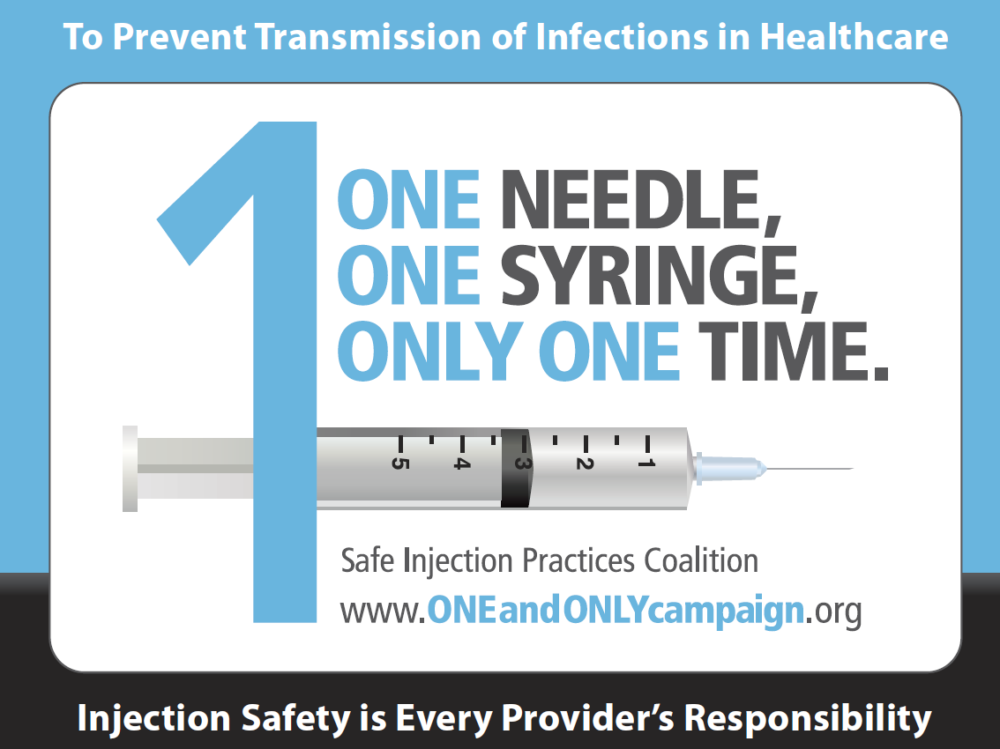 To Prevent Transmission of Infections in Healthcare
1
ONE NEEDLE,
ONE SYRINGE,
ONLY ONE TIME.
5 4 3 2 1
Safe Injection Practices Coalition
www.ONEandONLYcampaign.org
Injection Safety is Every Provider’s Responsibility